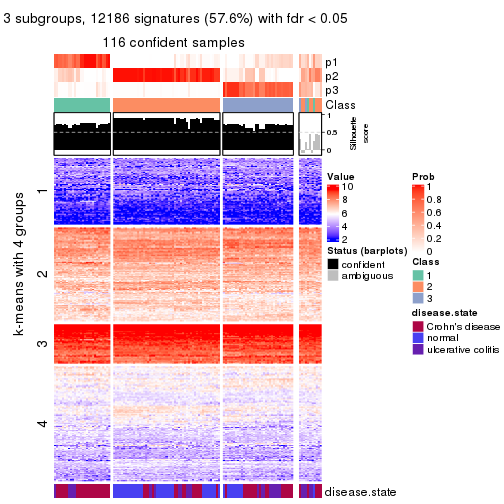 3 subgroups, 12186 signatures (57.6%) with fdr < 0.05
116 confident samples
p1
p2
p3
Class
1
0.5
0
Silhouette
score
k-means with 4 groups
1
2
3
4
disease.state
Value
10
8
6
4
2
Status (barplots)
confident
ambiguous
Prob
1
0.8
0.6
0.4
0.2
0
Class
1
2
3
disease.state
Crohn's disease
normal
ulcerative colitis